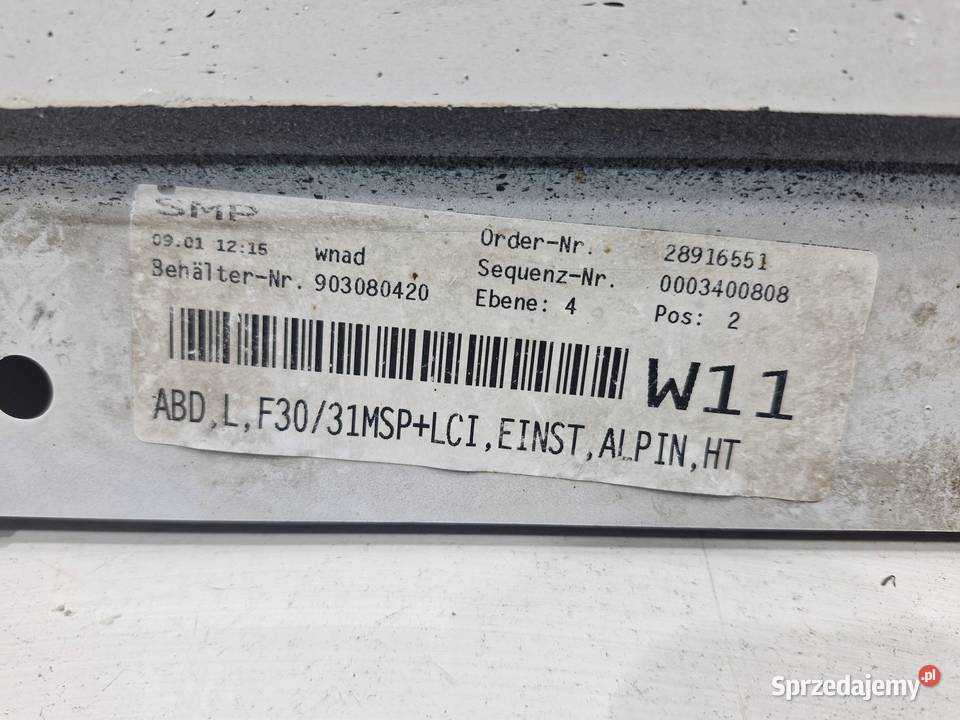 SMP
09.01 12:15 wnad Order-Nr. 28916551
Behälter-Nr. 903080420 Sequenz-Nr. 0003400808
Ebene: 4 Pos: 2
W11
ABD,L,F30/31MSP+LCI,EINST,ALPIN,HT
Sprzedajemy.pl